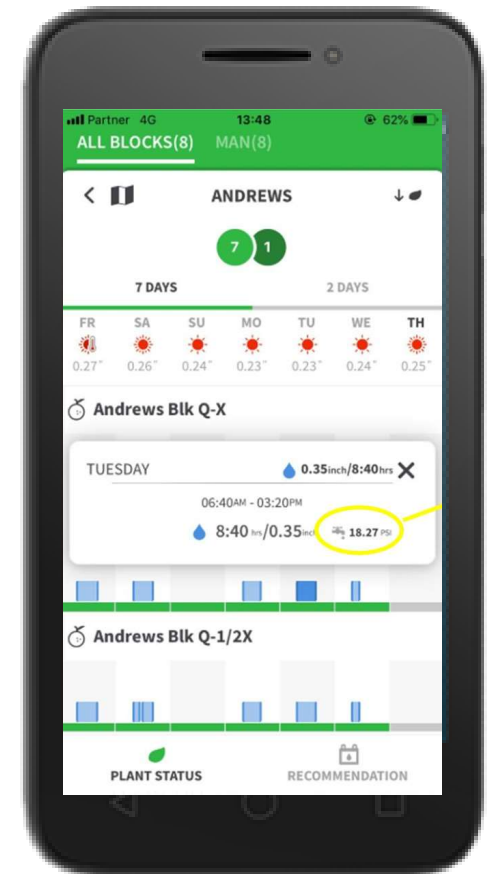 Partner 4G 13:48 62%
ALL BLOCKS(8) MAN(8)
ANDREWS
7 1
7 DAYS 2 DAYS
FR SA SU MO TU WE TH
0.27" 0.26" 0.24" 0.23" 0.23" 0.24" 0.25"
Andrews Blk Q-X
TUESDAY 0.35inch/8:40hrs
06:40AM - 03:20PM
8:40 hrs/0.35inch 18.27 PSI
Andrews Blk Q-1/2X
PLANT STATUS RECOMMENDATION